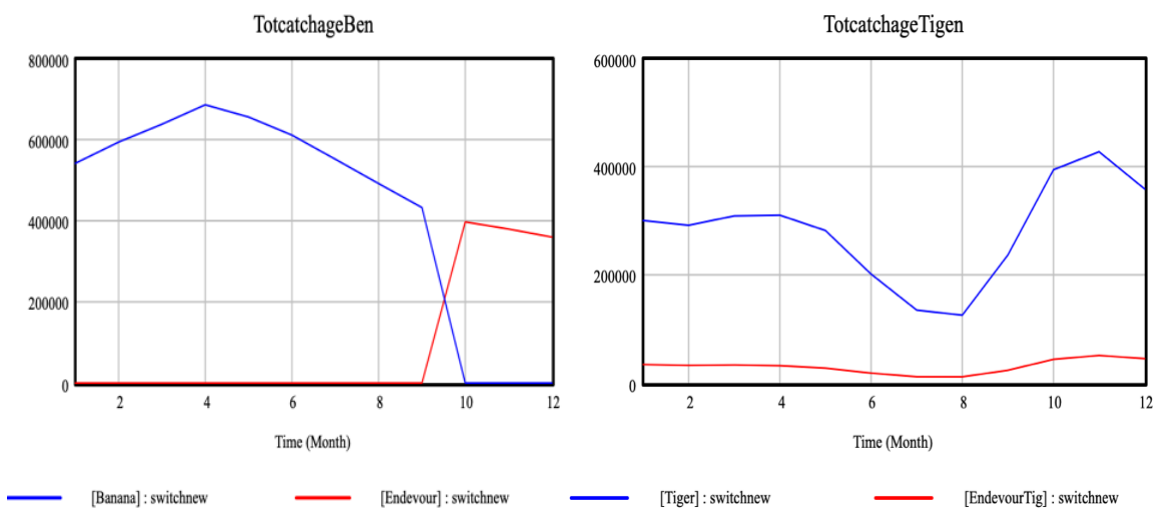 TotcatchageBen
800000
600000
400000
200000
0
2 4 6 8 10 12
Time (Month)
[Banana] : switchnew [Endevour] : switchnew
TotcatchageTigen
600000
400000
200000
0
2 4 6 8 10 12
Time (Month)
[Tiger] : switchnew [EndevourTig] : switchnew